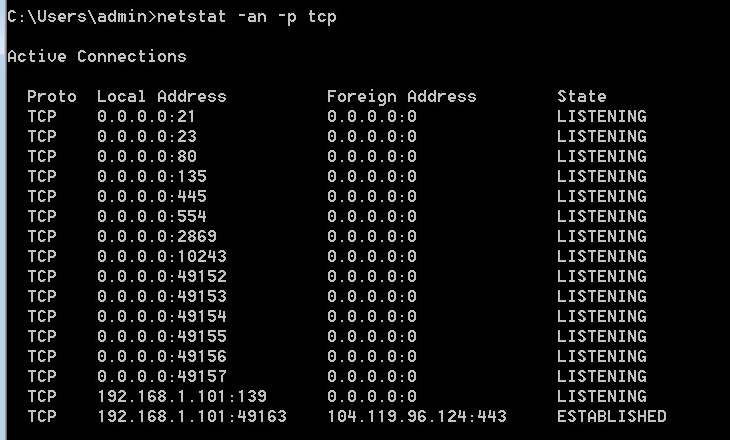 C:\Users\admin>netstat -an -p tcp
Active Connections
Proto  Local Address          Foreign Address        State
TCP    0.0.0.0:21             0.0.0.0:0              LISTENING
TCP    0.0.0.0:23             0.0.0.0:0              LISTENING
TCP    0.0.0.0:80             0.0.0.0:0              LISTENING
TCP    0.0.0.0:135            0.0.0.0:0              LISTENING
TCP    0.0.0.0:445            0.0.0.0:0              LISTENING
TCP    0.0.0.0:554            0.0.0.0:0              LISTENING
TCP    0.0.0.0:2869           0.0.0.0:0              LISTENING
TCP    0.0.0.0:10243          0.0.0.0:0              LISTENING
TCP    0.0.0.0:49152          0.0.0.0:0              LISTENING
TCP    0.0.0.0:49153          0.0.0.0:0              LISTENING
TCP    0.0.0.0:49154          0.0.0.0:0              LISTENING
TCP    0.0.0.0:49155          0.0.0.0:0              LISTENING
TCP    0.0.0.0:49156          0.0.0.0:0              LISTENING
TCP    0.0.0.0:49157          0.0.0.0:0              LISTENING
TCP    192.168.1.101:139      0.0.0.0:0              LISTENING
TCP    192.168.1.101:49163    104.119.96.124:443     ESTABLISHED